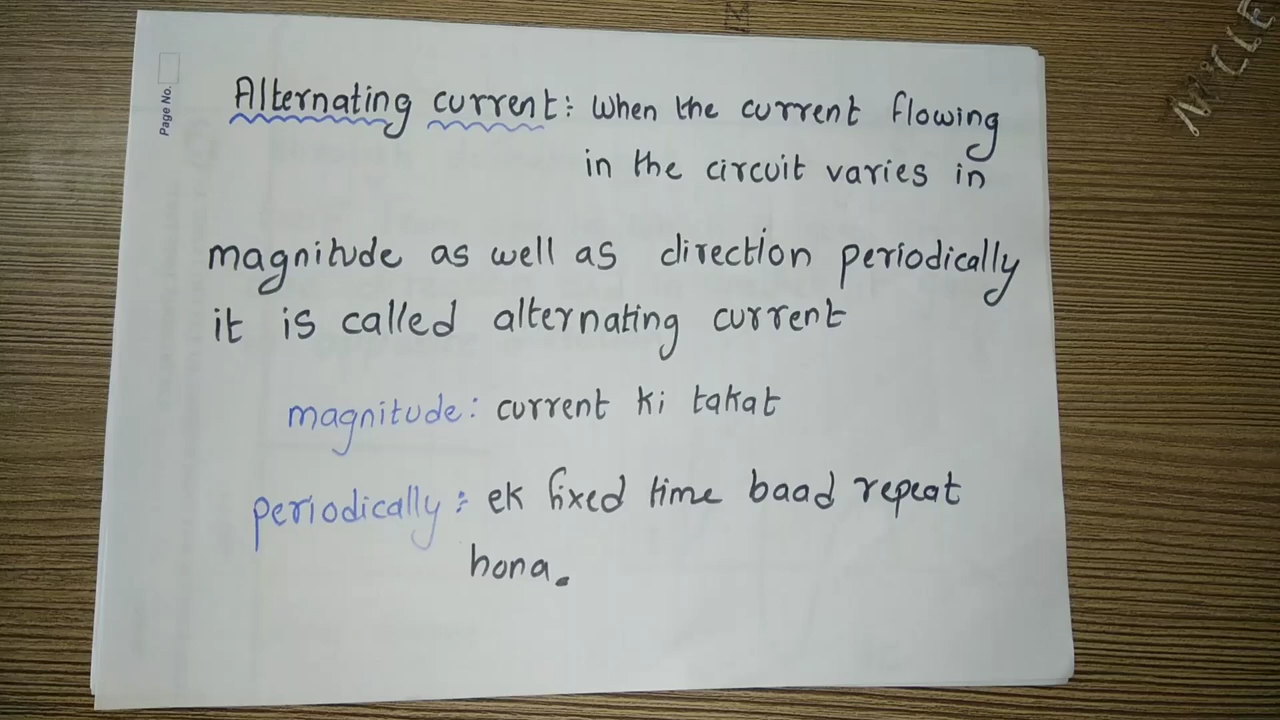 Page No.
Alternating current: When the current flowing
in the circuit varies in
magnitude as well as direction periodically
it is called alternating current
magnitude: current ki takat
periodically: ek fixed time baad repeat
hona.